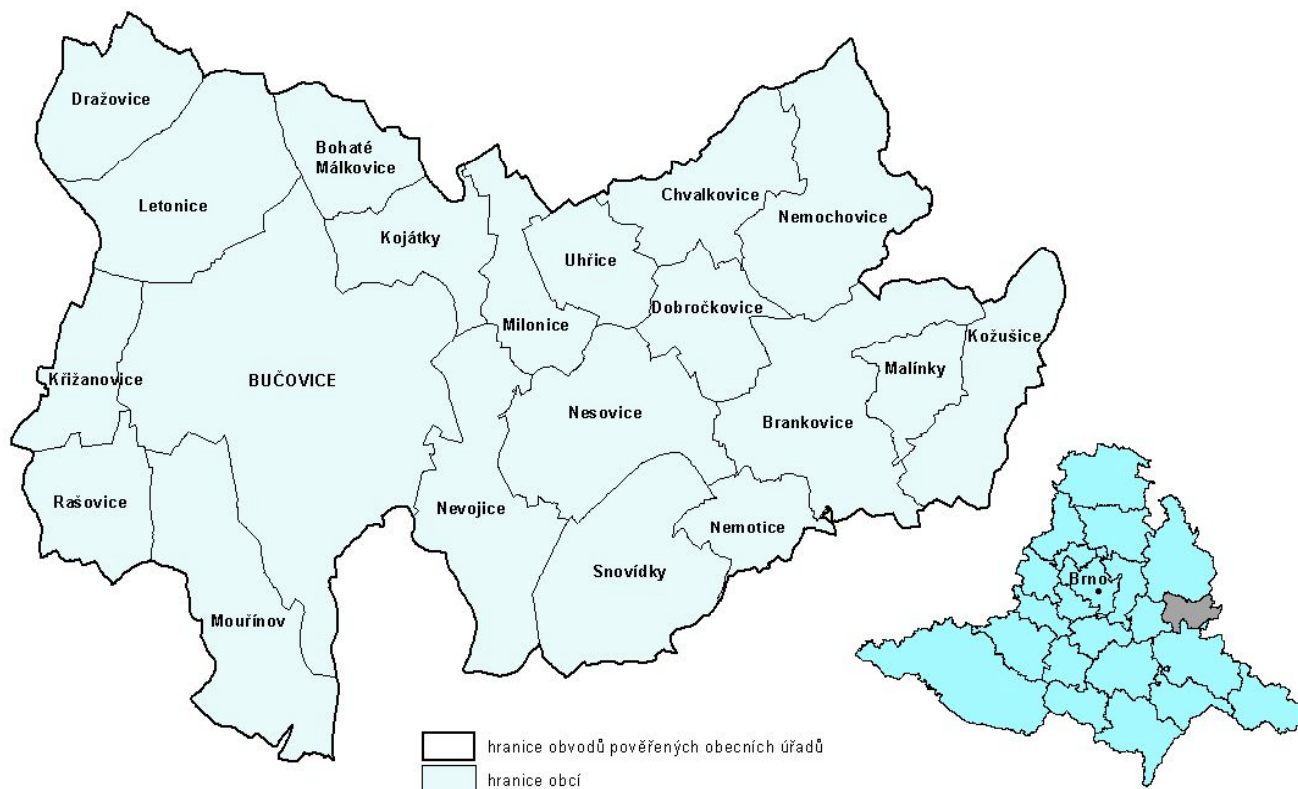 Dražovice
Bohaté
Málkovice
Letonice
Chvalkovice
Nemochovice
Kojátky
Uhřice
Dobročkovice
Milonice
Kožušice
Malínky
Křižanovice
BUČOVICE
Nesovice
Brankovice
Rašovice
Nevojice
Nemotice
Snovídky
Mouřínov
Brno
hranice obvodů pověřených obecních úřadů
hranice obcí